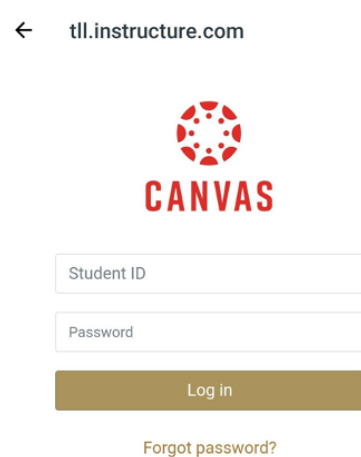 tll.instructure.com
CANVAS
Student ID
Password
Log in
Forgot password?